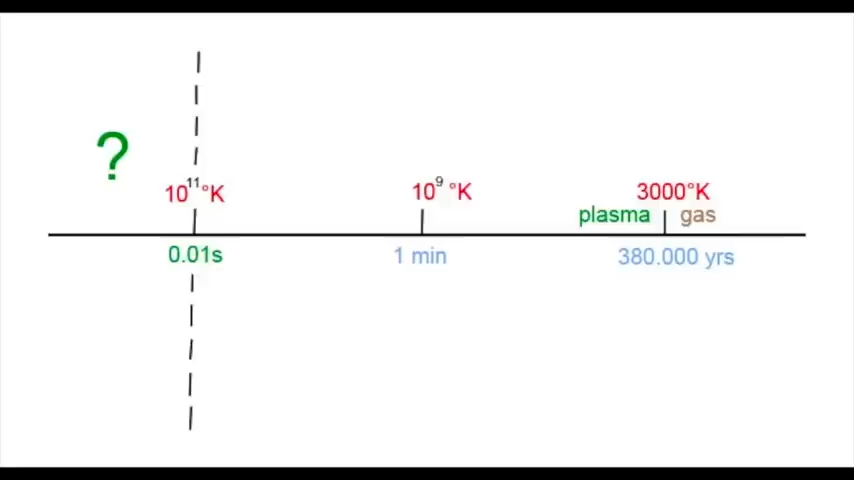 ?
10¹¹°K
10⁹ °K
3000°K
plasma
gas
0.01s
1 min
380.000 yrs